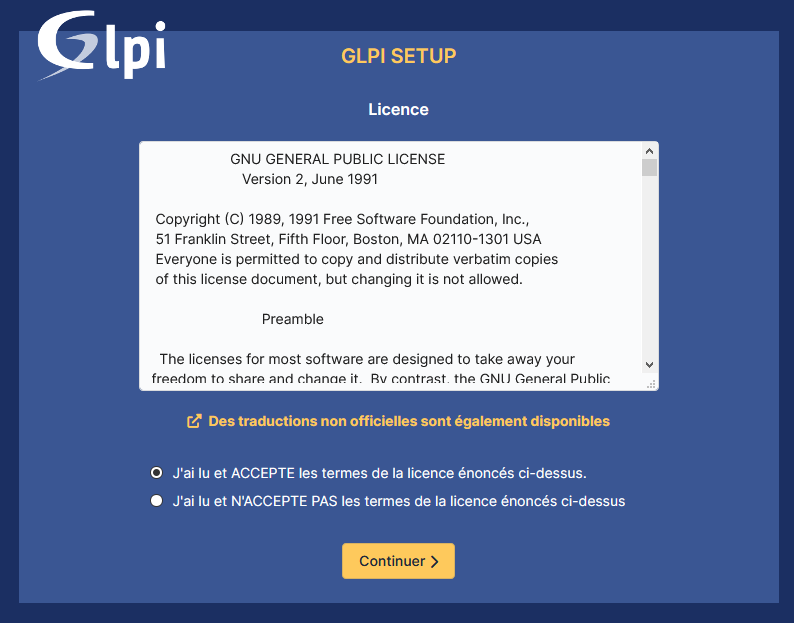 Glpi
GLPI SETUP
Licence
GNU GENERAL PUBLIC LICENSE
Version 2, June 1991
Copyright (C) 1989, 1991 Free Software Foundation, Inc.,
51 Franklin Street, Fifth Floor, Boston, MA 02110-1301 USA
Everyone is permitted to copy and distribute verbatim copies
of this license document, but changing it is not allowed.
Preamble
The licenses for most software are designed to take away your
freedom to share and change it. By contrast, the GNU General Public
Des traductions non officielles sont également disponibles
J'ai lu et ACCEPTE les termes de la licence énoncés ci-dessus.
J'ai lu et N'ACCEPTE PAS les termes de la licence énoncés ci-dessus
Continuer